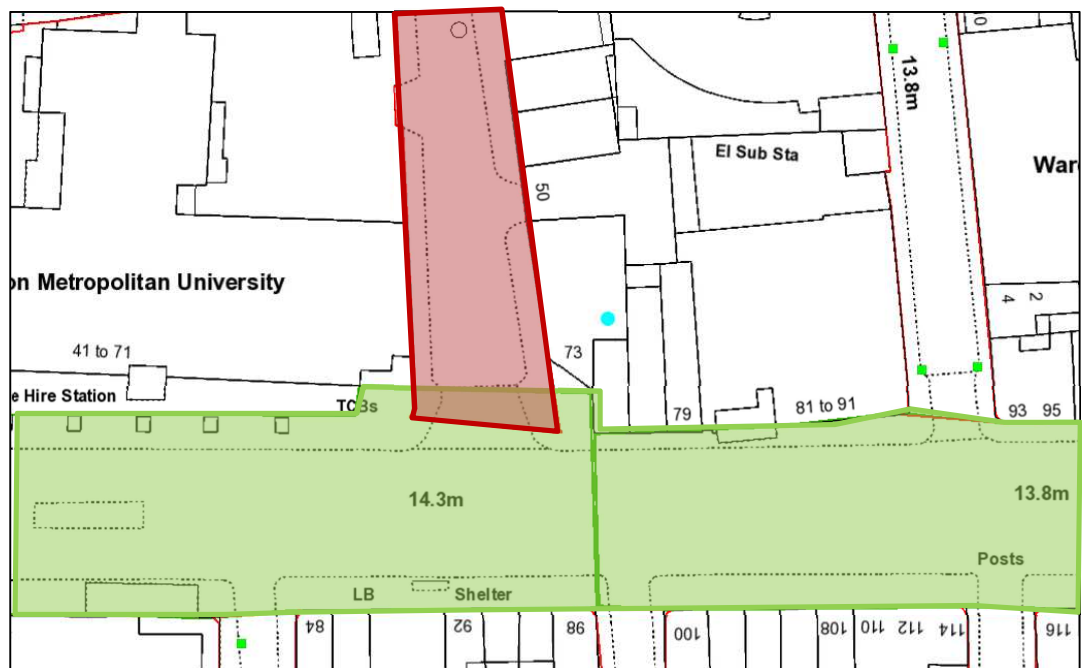 10
13.8m
El Sub Sta
War
50
on Metropolitan University
4
2
41 to 71
73
e Hire Station
TCBs
79
81 to 91
93
95
14.3m
13.8m
Posts
LB
Shelter
84
92
98
100
108
110
112
114
116